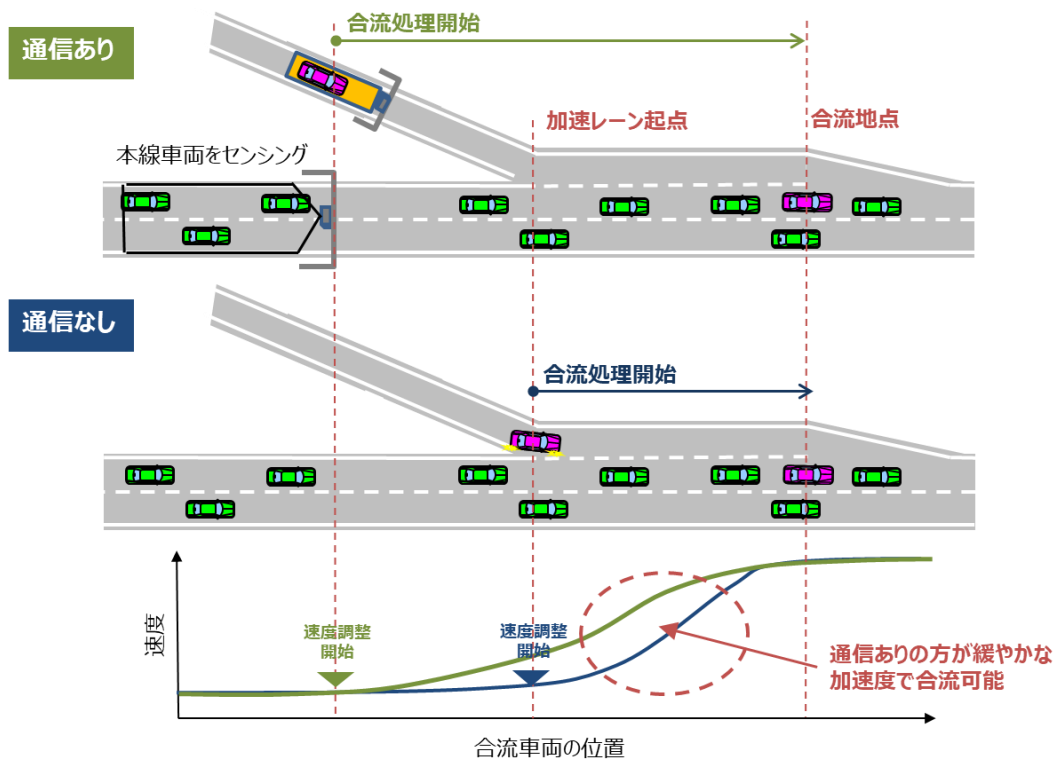 合流処理開始
通信あり
加速レーン起点
合流地点
本線車両をセンシング
通信なし
合流処理開始
速度
速度調整
開始
速度調整
開始
通信ありの方が緩やかな
加速度で合流可能
合流車両の位置